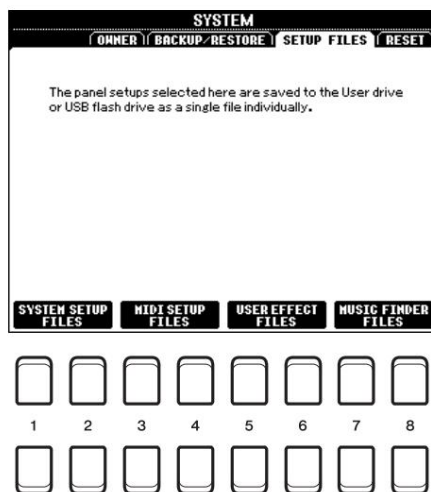 SYSTEM
OWNER BACKUP/RESTORE SETUP FILES RESET
The panel setups selected here are saved to the User drive
or USB flash drive as a single file individually.
SYSTEM SETUP FILES
MIDI SETUP FILES
USER EFFECT FILES
MUSIC FINDER FILES
1 2 3 4 5 6 7 8